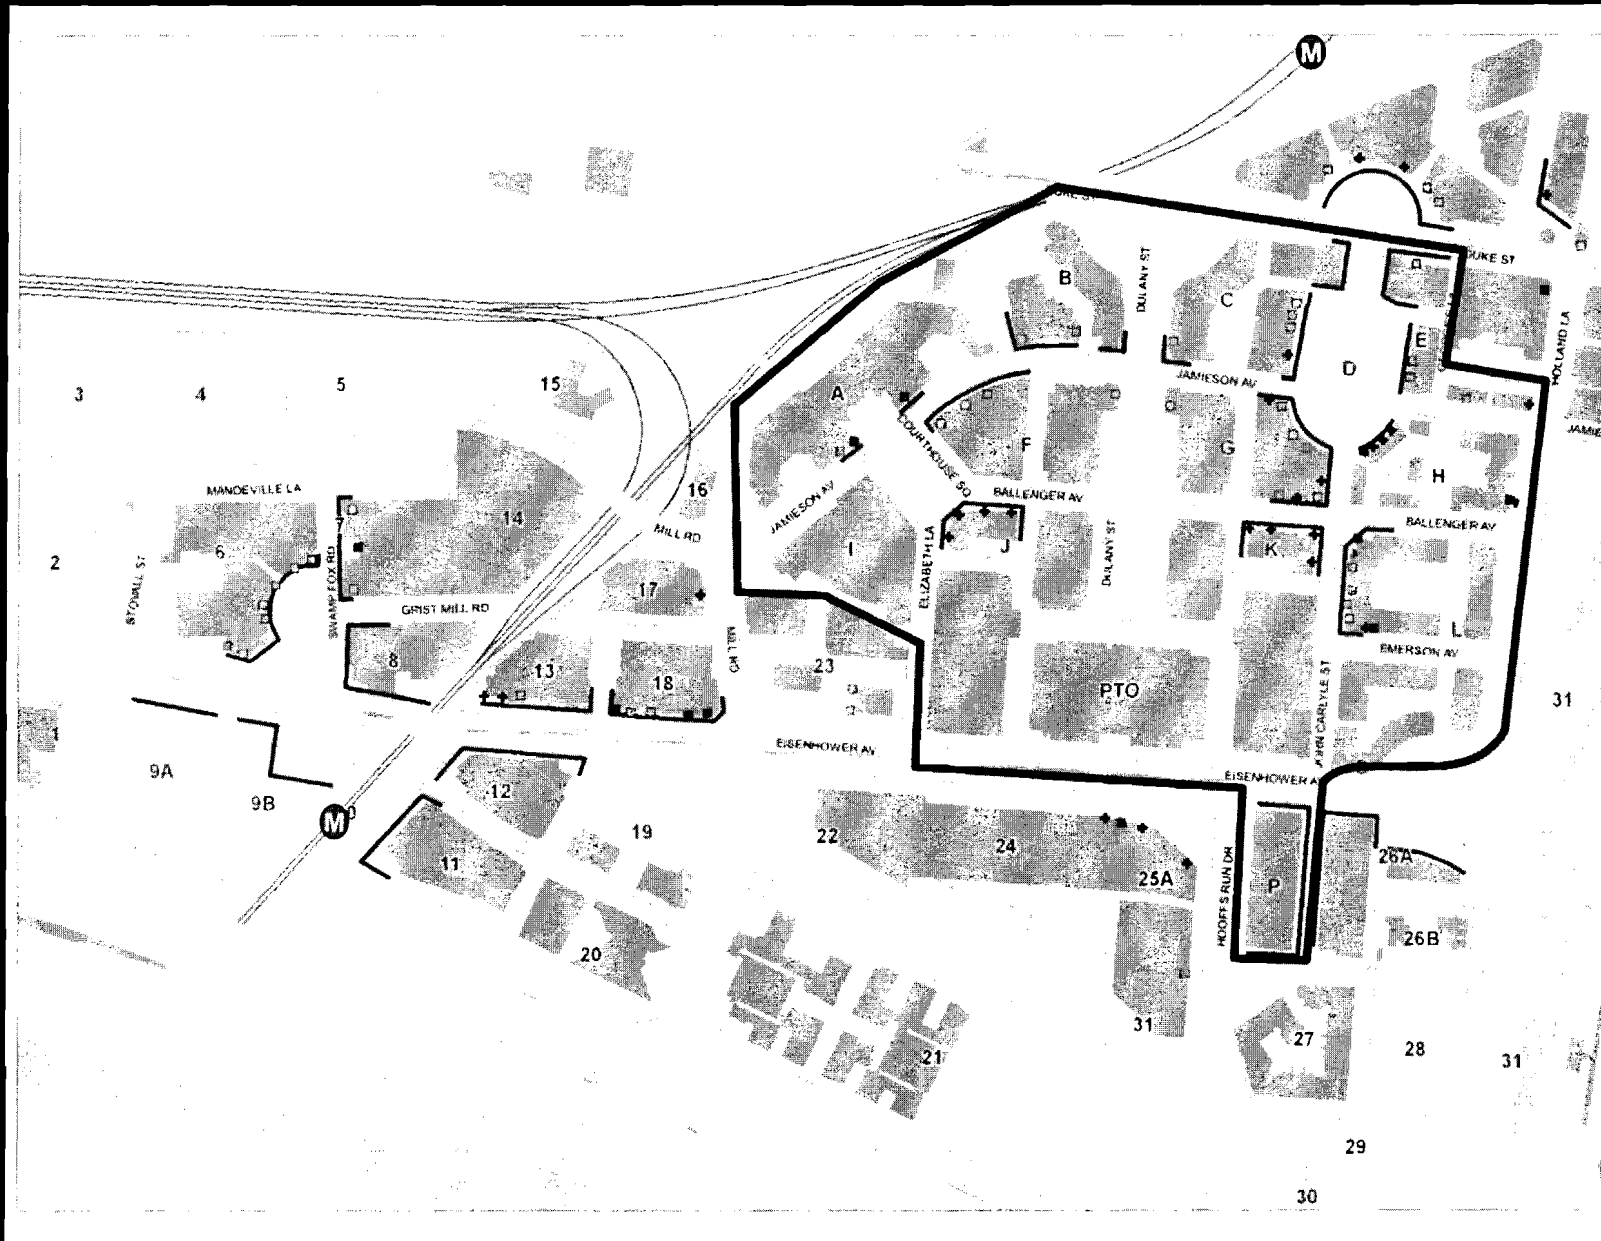 M
DUKE ST
DULANY ST
B
C
DUKE ST
HOLLAND LA
E
D
JAMIESON AV
A
3
4
5
15
COURTHOUSE SQ
F
G
H
MANDEVILLE LA
16
JAMIESON AV
BALLENGER AV
BALLENGER AV
7
14
MILL RD
6
2
STOVALL ST
SWAMP FOX RD
I
J
K
ELIZABETH LA
DULANY ST
GRIST MILL RD
17
L
EMERSON AV
MILL RD
8
13
18
23
PTO
JOHN CARLYLE ST
31
1
EISENHOWER AV
EISENHOWER AV
9A
9B
12
M
19
22
24
11
25A
HOOFFS RUN DR
P
26A
20
26B
31
27
28
31
21
29
30